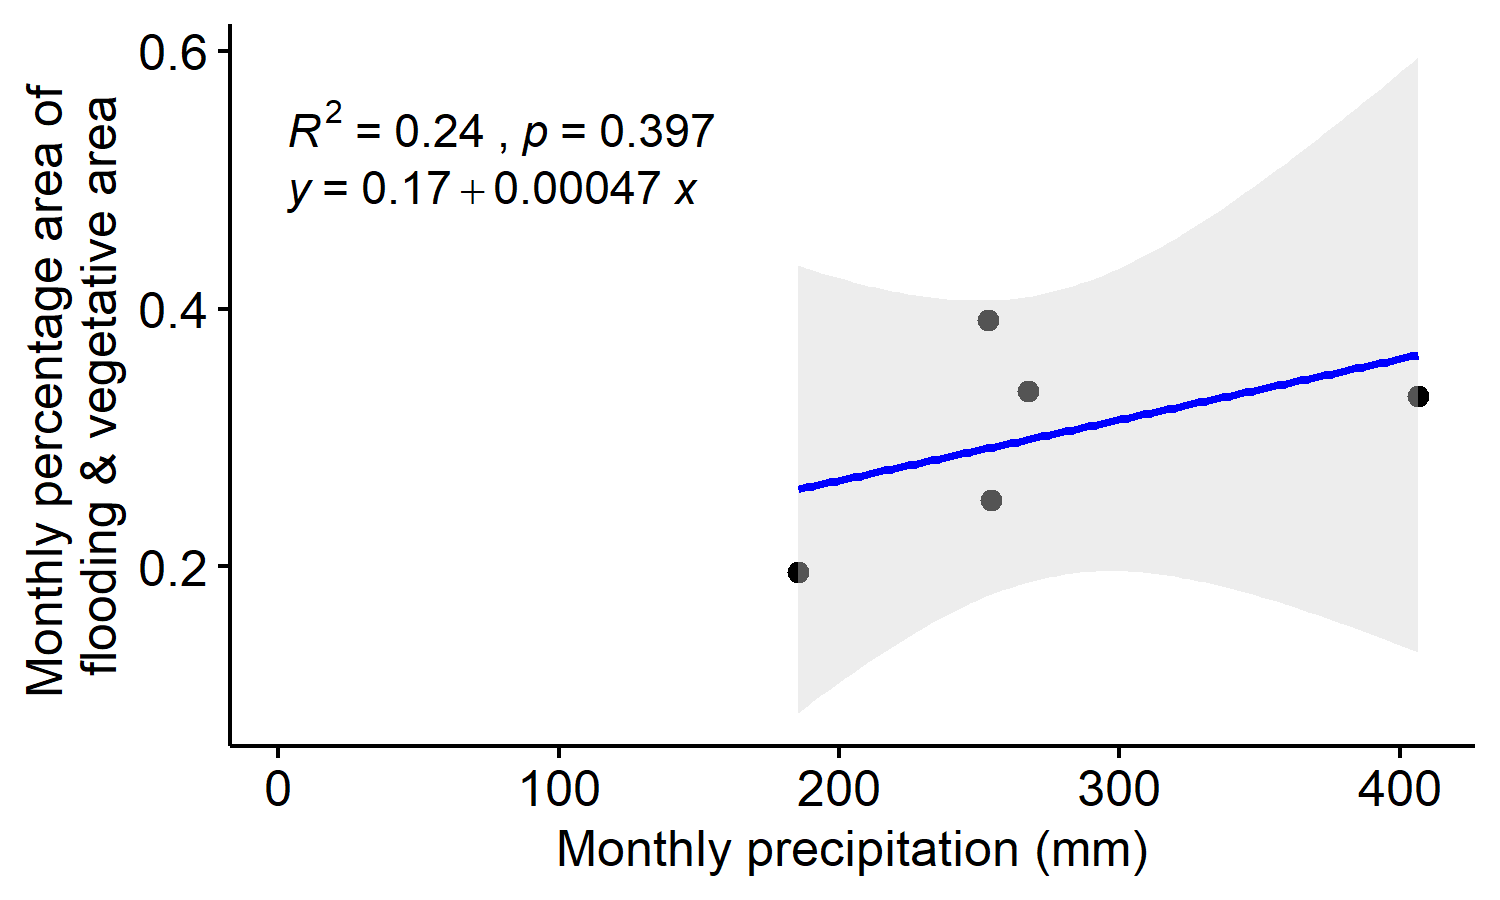 Monthly percentage area of
flooding & vegetative area
0.6
0.4
0.2
R² = 0.24 , p = 0.397
y = 0.17 + 0.00047 x
0 100 200 300 400
Monthly precipitation (mm)